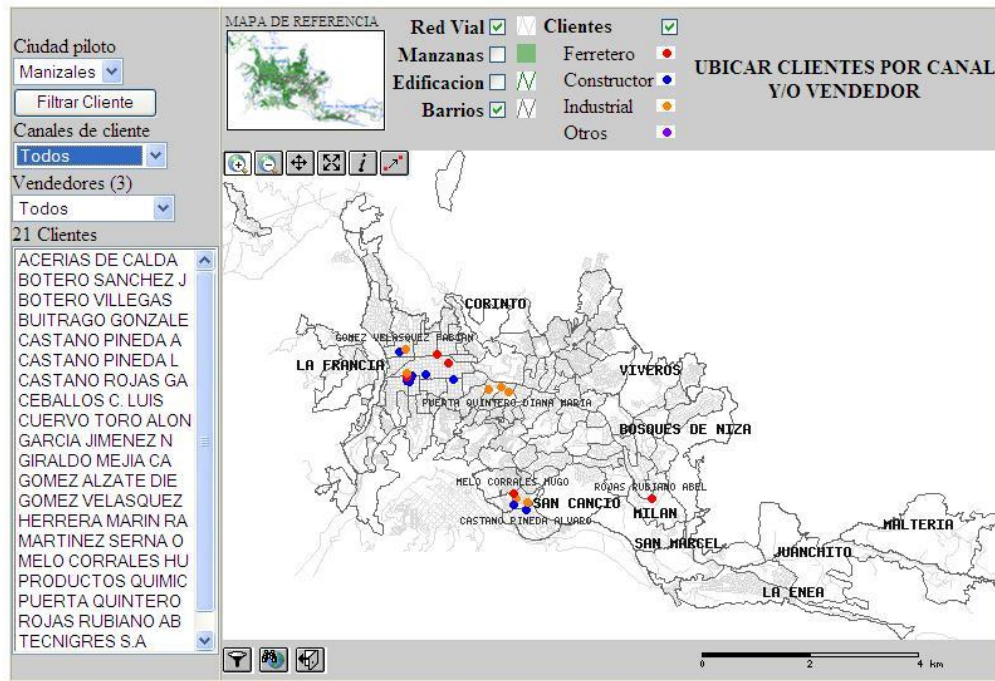 Ciudad piloto
Manizales
Filtrar Cliente
Canales de cliente
Todos
Vendedores (3)
Todos
21 Clientes
ACERIAS DE CALDA
BOTERO SANCHEZ J
BOTERO VILLEGAS
BUITRAGO GONZALE
CASTANO PINEDA A
CASTANO PINEDA L
CASTANO ROJAS GA
CEBALLOS C. LUIS
CUERVO TORO ALON
GARCIA JIMENEZ N
GIRALDO MEJIA CA
GOMEZ ALZATE DIE
GOMEZ VELASQUEZ
HERRERA MARIN RA
MARTINEZ SERNA O
MELO CORRALES HU
PRODUCTOS QUIMIC
PUERTA QUINTERO
ROJAS RUBIANO AB
TECNIGRES S.A
MAPA DE REFERENCIA
Red Vial
Manzanas
Edificacion
Barrios
Clientes
Ferretero
Constructor
Industrial
Otros
UBICAR CLIENTES POR CANAL
Y/O VENDEDOR
CORINTO
GOMEZ VELASQUEZ FABIAN
LA FRANCIA
VIVEROS
PUERTA QUINTERO DIANA MARIA
BOSQUES DE NIZA
MELO CORRALES HUGO
ROJAS RUBIANO ABEL
SAN CANCIO
MILAN
CASTANO PINEDA ALVARO
MALTERIA
SAN MARCEL
JUANCHITO
LA ENEA
0 2 4 km